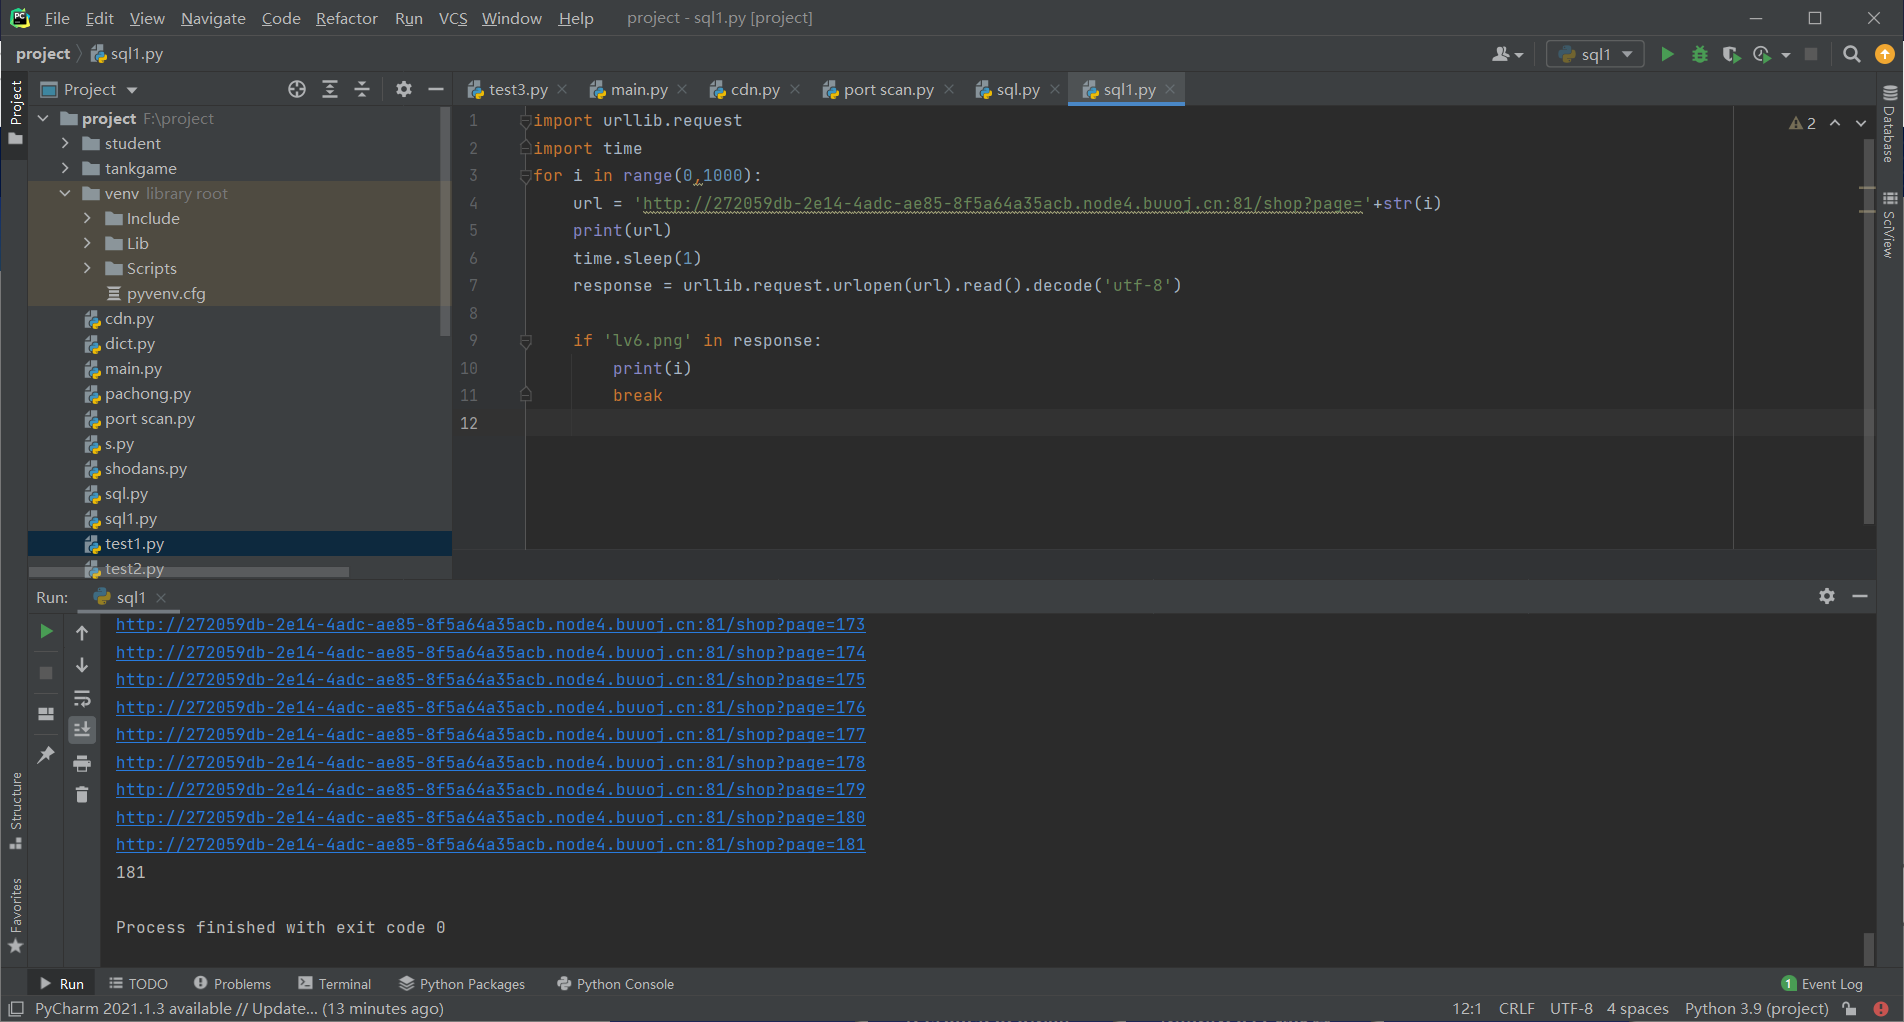 File Edit View Navigate Code Refactor Run VCS Window Help project - sql1.py [project]
project sql1.py
sql1
Project
test3.py main.py cdn.py port scan.py sql.py sql1.py
project F:\project
student
tankgame
venv library root
Include
Lib
Scripts
pyvenv.cfg
cdn.py
dict.py
main.py
pachong.py
port scan.py
s.py
shodans.py
sql.py
sql1.py
test1.py
test2.py
1 import urllib.request
2 import time
3 for i in range(0,1000):
4 url = 'http://272059db-2e14-4adc-ae85-8f5a64a35acb.node4.buuoj.cn:81/shop?page='+str(i)
5 print(url)
6 time.sleep(1)
7 response = urllib.request.urlopen(url).read().decode('utf-8')
8
9 if 'lv6.png' in response:
10 print(i)
11 break
12
2
Project
Structure
Favorites
Database
SciView
Run: sql1
http://272059db-2e14-4adc-ae85-8f5a64a35acb.node4.buuoj.cn:81/shop?page=173
http://272059db-2e14-4adc-ae85-8f5a64a35acb.node4.buuoj.cn:81/shop?page=174
http://272059db-2e14-4adc-ae85-8f5a64a35acb.node4.buuoj.cn:81/shop?page=175
http://272059db-2e14-4adc-ae85-8f5a64a35acb.node4.buuoj.cn:81/shop?page=176
http://272059db-2e14-4adc-ae85-8f5a64a35acb.node4.buuoj.cn:81/shop?page=177
http://272059db-2e14-4adc-ae85-8f5a64a35acb.node4.buuoj.cn:81/shop?page=178
http://272059db-2e14-4adc-ae85-8f5a64a35acb.node4.buuoj.cn:81/shop?page=179
http://272059db-2e14-4adc-ae85-8f5a64a35acb.node4.buuoj.cn:81/shop?page=180
http://272059db-2e14-4adc-ae85-8f5a64a35acb.node4.buuoj.cn:81/shop?page=181
181
Process finished with exit code 0
Run TODO Problems Terminal Python Packages Python Console 1 Event Log
PyCharm 2021.1.3 available // Update... (13 minutes ago) 12:1 CRLF UTF-8 4 spaces Python 3.9 (project)